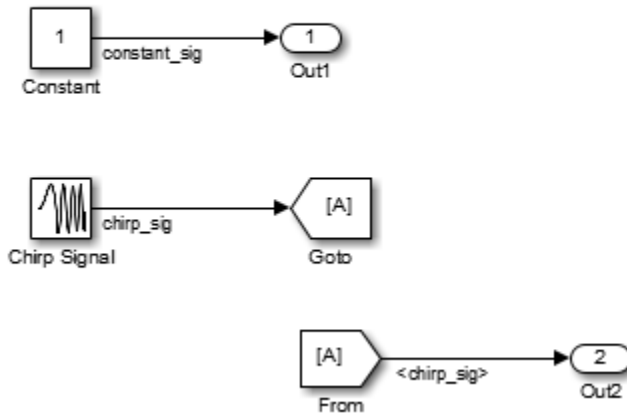 1
constant_sig
1
Constant
Out1
chirp_sig
[A]
Chirp Signal
Goto
[A]
<chirp_sig>
2
From
Out2